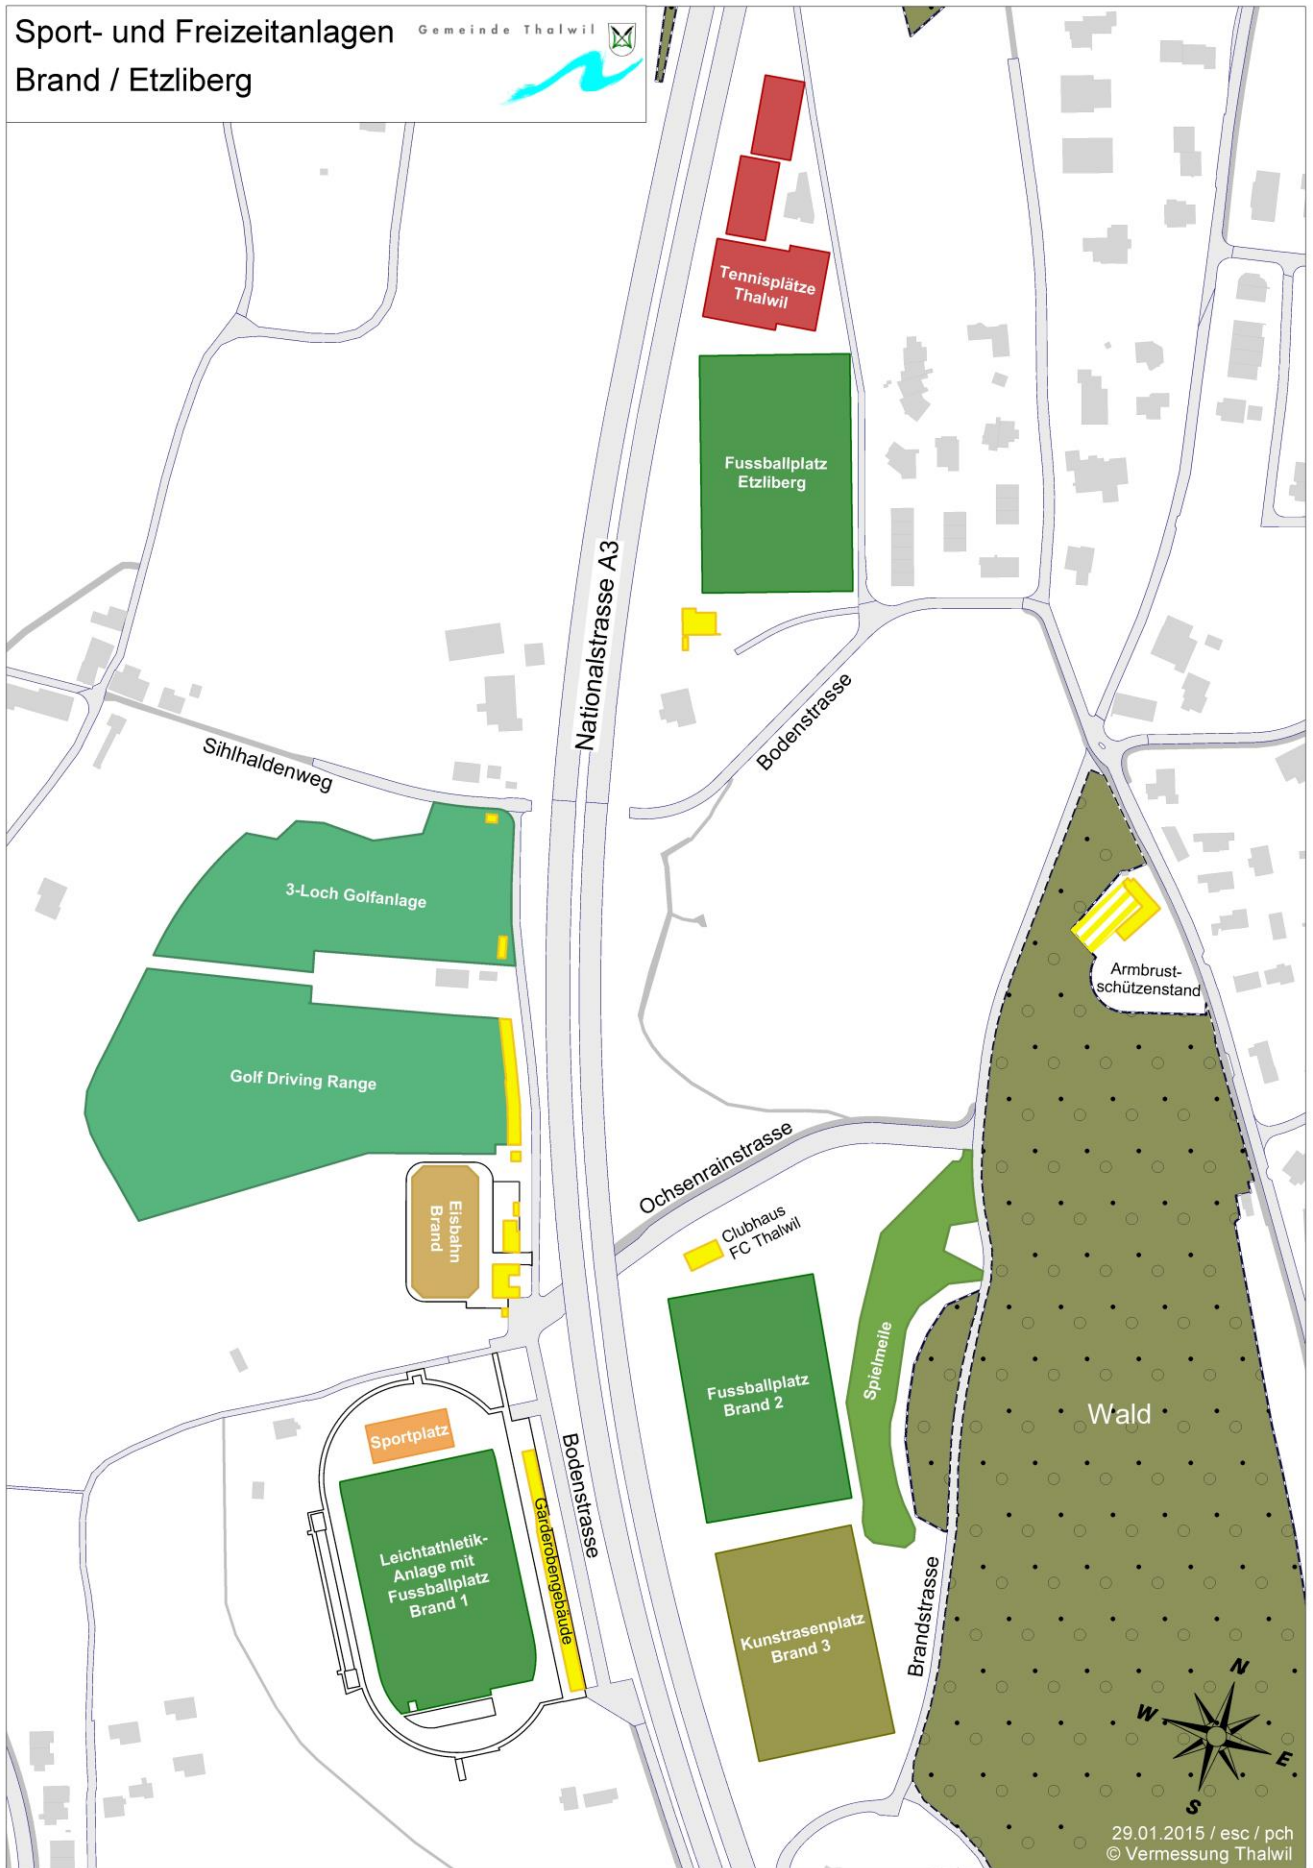 Sport- und Freizeitanlagen
Brand / Etzliberg
Gemeinde Thalwil
Tennisplätze
Thalwil
Fussballplatz
Etzliberg
Nationalstrasse A3
Bodenstrasse
Sihlhaldenweg
3-Loch Golfanlage
Armbrust-
schützenstand
Golf Driving Range
Ochsenrainstrasse
Eisbahn
Brand
Clubhaus
FC Thalwil
Spielmeile
Fussballplatz
Brand 2
Wald
Sportplatz
Bodenstrasse
Garderobengebäude
Leichtathletik-
Anlage mit
Fussballplatz
Brand 1
Kunstrasenplatz
Brand 3
Brandstrasse
N
W
E
S
29.01.2015 / esc / pch
© Vermessung Thalwil